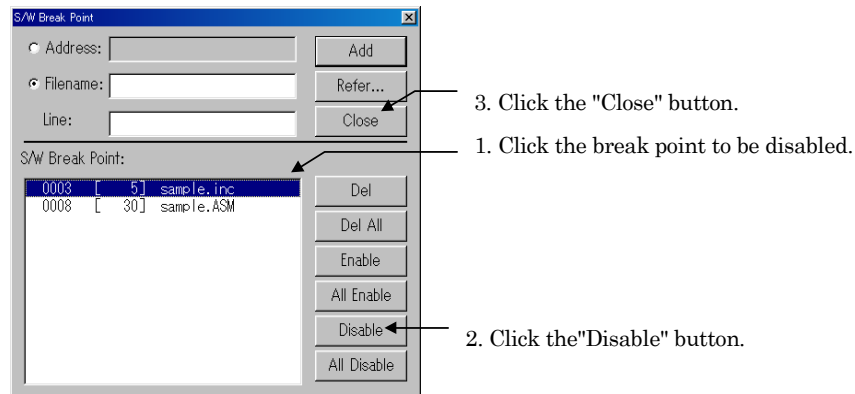 S/W Break Point
Address:
Add
Filename:
Refer...
3. Click the "Close" button.
Line:
Close
1. Click the break point to be disabled.
S/W Break Point:
0003 [ 5] sample.inc
Del
0008 [ 30] sample.ASM
Del All
Enable
All Enable
Disable
2. Click the"Disable" button.
All Disable